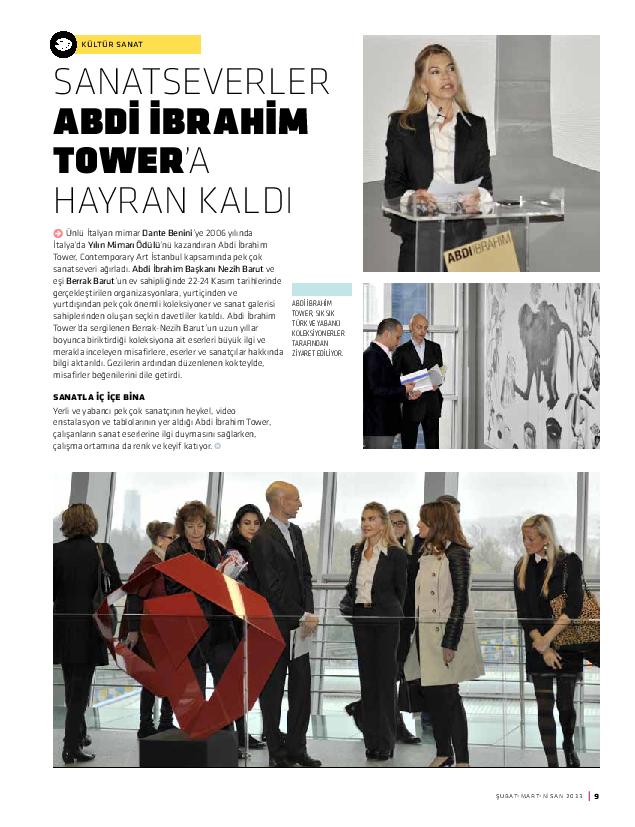 KÜLTÜR SANAT
SANATSEVERLER
ABDİ İBRAHİM
TOWER'A
HAYRAN KALDI
Ünlü İtalyan mimar Dante Benini'ye 2006 yılında
İtalya'da Yılın Mimarı Ödülü'nü kazandıran Abdi İbrahim
Tower, Contemporary Art İstanbul kapsamında pek çok
sanatseveri ağırladı. Abdi İbrahim Başkanı Nezih Barut ve
eşi Berrak Barut'un ev sahipliğinde 22-24 Kasım tarihlerinde
gerçekleştirilen organizasyonlara, yurtiçinden ve
yurtdışından pek çok önemli koleksiyoner ve sanat galerisi
sahiplerinden oluşan seçkin davetliler katıldı. Abdi İbrahim
Tower'da sergilenen Berrak-Nezih Barut'un uzun yıllar
boyunca biriktirdiği koleksiyona ait eserleri büyük ilgi ve
merakla inceleyen misafirlere, eserler ve sanatçılar hakkında
bilgi aktarıldı. Gezilerin ardından düzenlenen kokteylde,
misafirler beğenilerini dile getirdi.
SANATLA İÇ İÇE BİNA
Yerli ve yabancı pek çok sanatçının heykel, video
enstalasyon ve tablolarının yer aldığı Abdi İbrahim Tower,
çalışanların sanat eserlerine ilgi duymasını sağlarken,
çalışma ortamına da renk ve keyif katıyor.
ABDİ İBRAHİM
TOWER, SIK SIK
TÜRK VE YABANCI
KOLEKSİYONERLER
TARAFINDAN
ZİYARET EDİLİYOR.
ABDİ
ABDİİBRAHİM
ŞUBAT•MART•NİSAN 2013 | 9